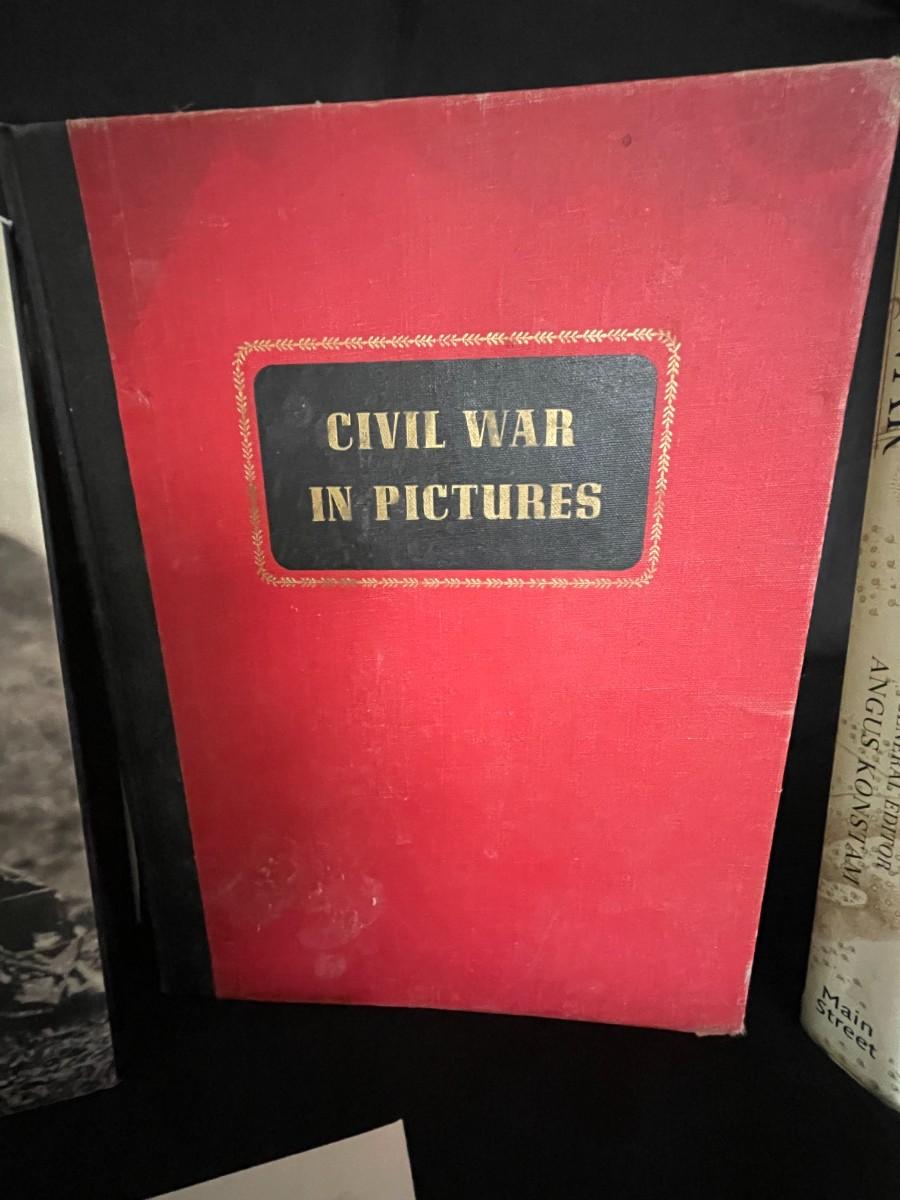 CIVIL WAR
IN PICTURES
GENERAL EDITOR
ANGUS KONSTAM
Main
Street